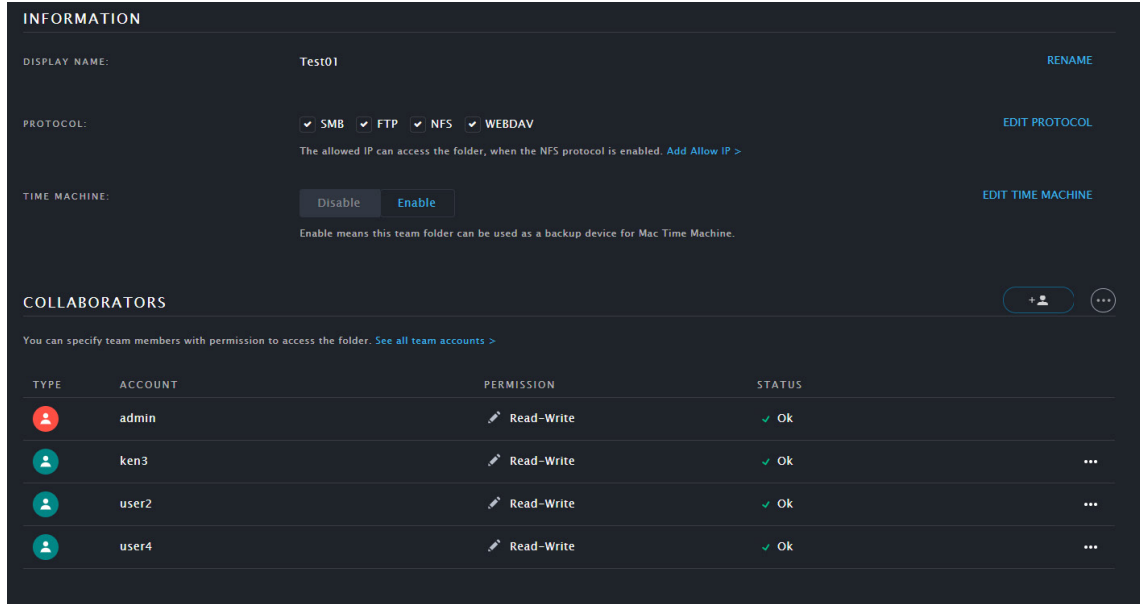 INFORMATION
DISPLAY NAME: Test01 RENAME
PROTOCOL: SMB FTP NFS WEBDAV EDIT PROTOCOL
The allowed IP can access the folder, when the NFS protocol is enabled. Add Allow IP >
TIME MACHINE: Disable Enable EDIT TIME MACHINE
Enable means this team folder can be used as a backup device for Mac Time Machine.
COLLABORATORS
You can specify team members with permission to access the folder. See all team accounts >
TYPE ACCOUNT PERMISSION STATUS
admin Read-Write Ok
ken3 Read-Write Ok
user2 Read-Write Ok
user4 Read-Write Ok